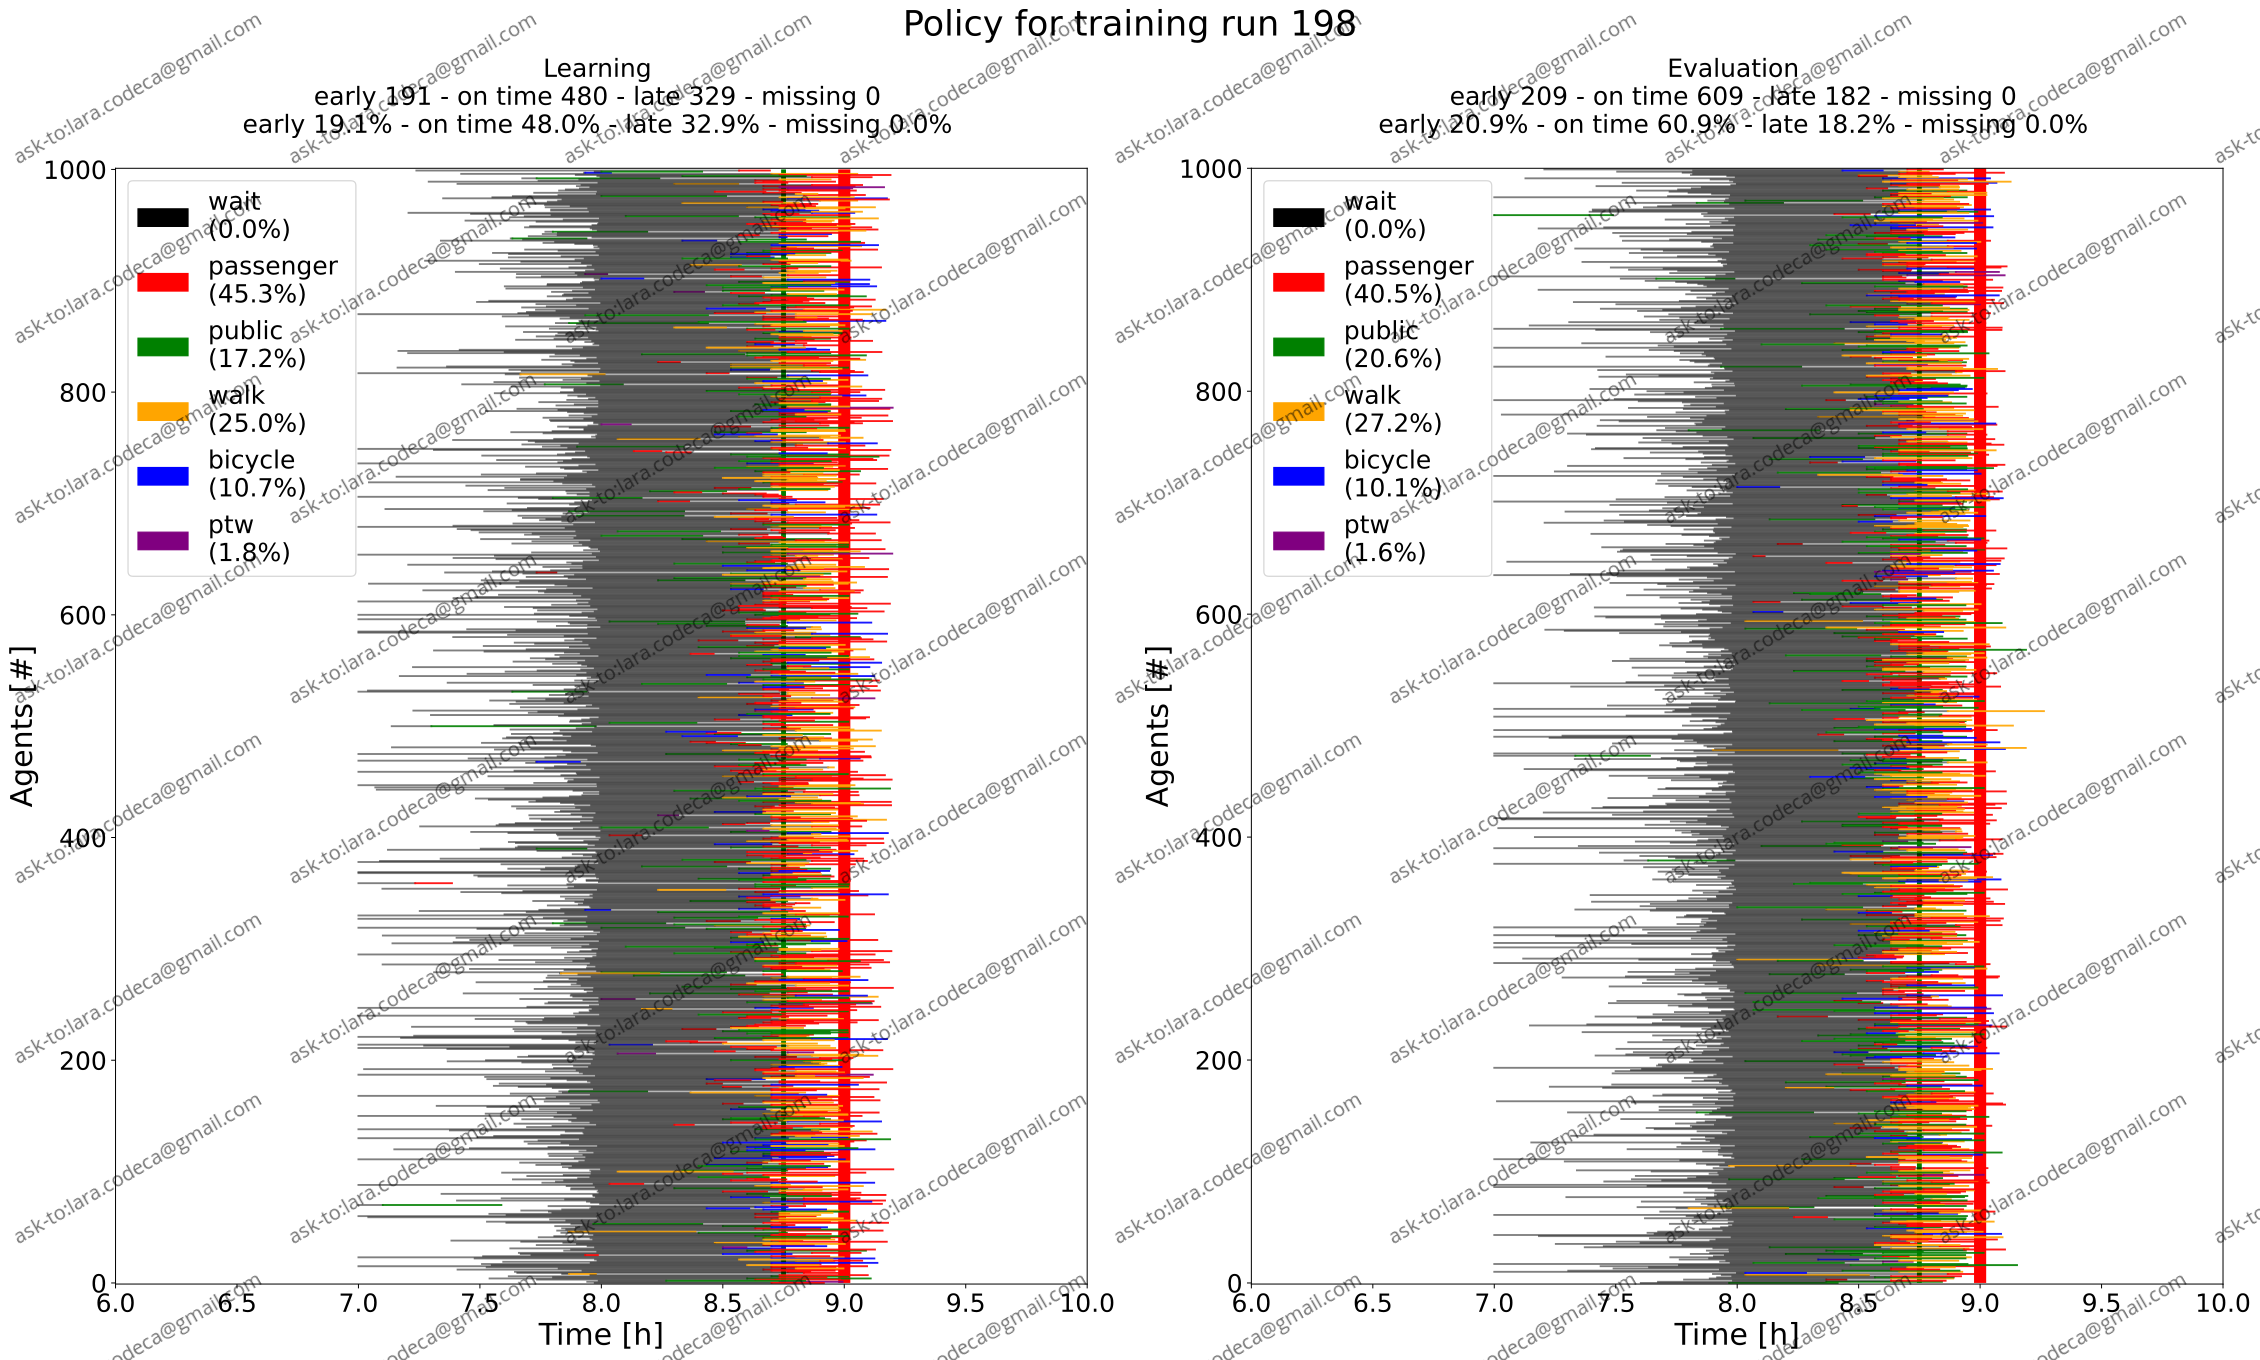 Policy for training run 198
Learning
early 191 - on time 480 - late 329 - missing 0
early 19.1% - on time 48.0% - late 32.9% - missing 0.0%
wait
(0.0%)
passenger
(45.3%)
public
(17.2%)
walk
(25.0%)
bicycle
(10.7%)
ptw
(1.8%)
Agents [#]
1000
800
600
400
200
0
6.0 6.5 7.0 7.5 8.0 8.5 9.0 9.5 10.0
Time [h]
Evaluation
early 209 - on time 609 - late 182 - missing 0
early 20.9% - on time 60.9% - late 18.2% - missing 0.0%
wait
(0.0%)
passenger
(40.5%)
public
(20.6%)
walk
(27.2%)
bicycle
(10.1%)
ptw
(1.6%)
Agents [#]
1000
800
600
400
200
0
6.0 6.5 7.0 7.5 8.0 8.5 9.0 9.5 10.0
Time [h]
ask-to:lara.codeca@gmail.com